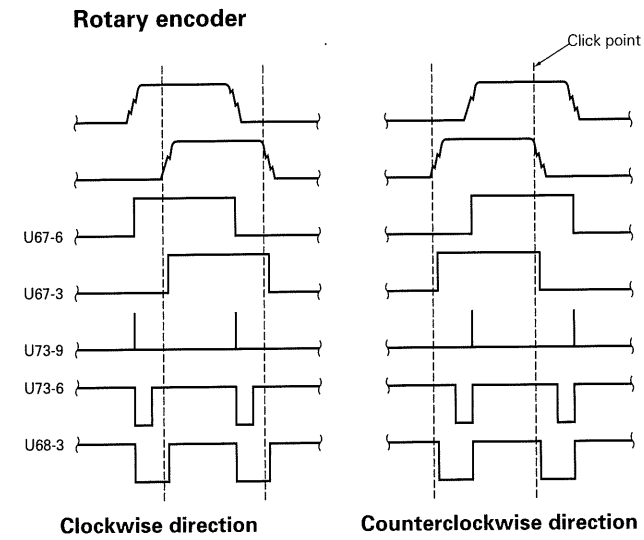 Rotary encoder
Click point
U67-6
U67-3
U73-9
U73-6
U68-3
Clockwise direction
Counterclockwise direction